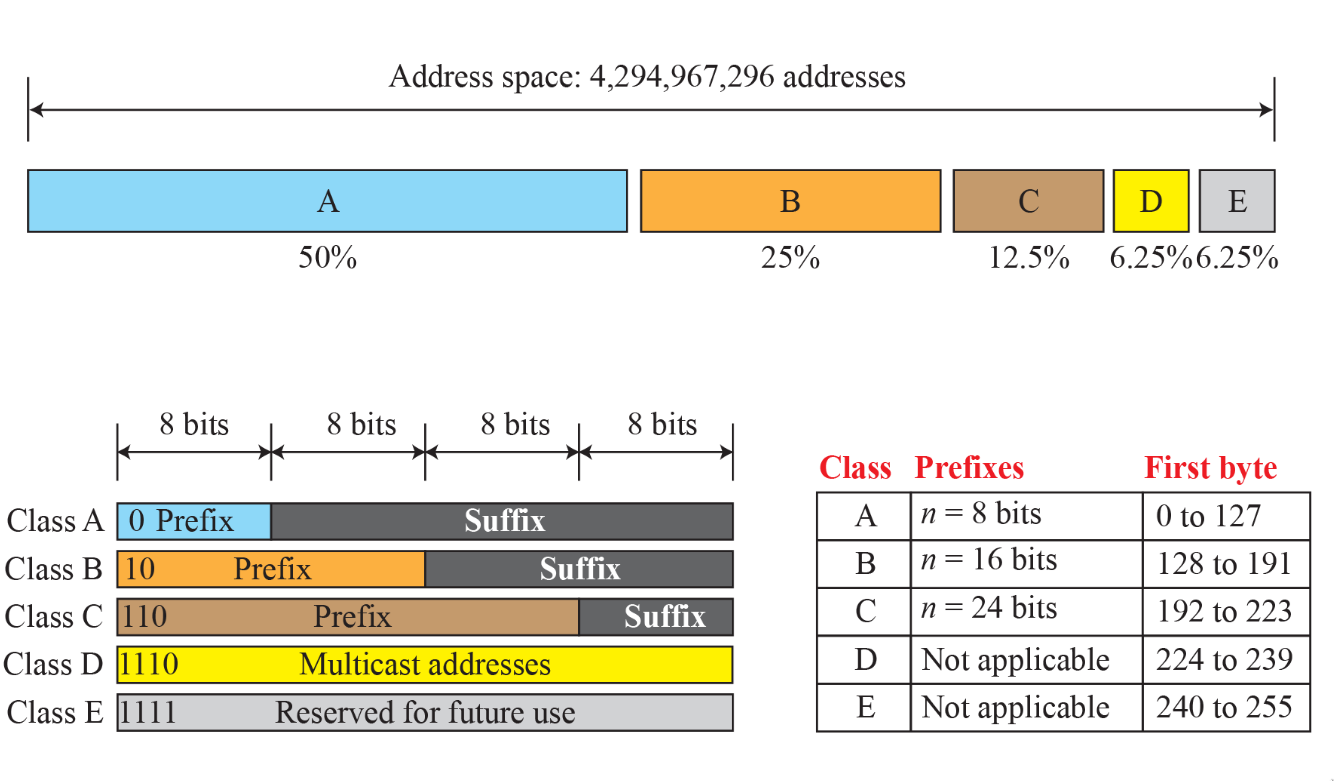 Address space: 4,294,967,296 addresses
A B C D E
50% 25% 12.5% 6.25% 6.25%
8 bits 8 bits 8 bits 8 bits
Class A 0 Prefix Suffix
Class B 10 Prefix Suffix
Class C 110 Prefix Suffix
Class D 1110 Multicast addresses
Class E 1111 Reserved for future use
Class Prefixes First byte
A n = 8 bits 0 to 127
B n = 16 bits 128 to 191
C n = 24 bits 192 to 223
D Not applicable 224 to 239
E Not applicable 240 to 255